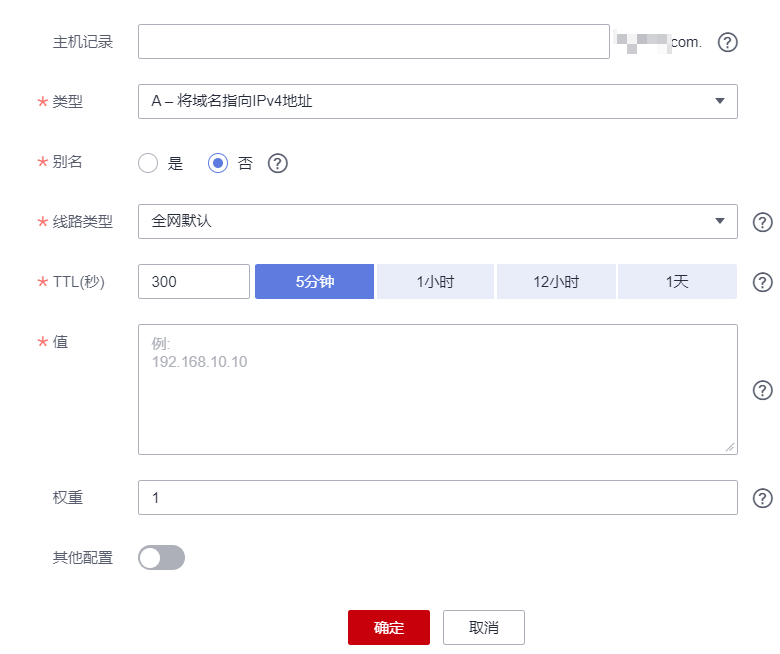 主机记录 com.
* 类型 A – 将域名指向IPv4地址
* 别名 是 否
* 线路类型 全网默认
* TTL(秒) 300 5分钟 1小时 12小时 1天
* 值 例:
192.168.10.10
权重 1
其他配置
确定 取消